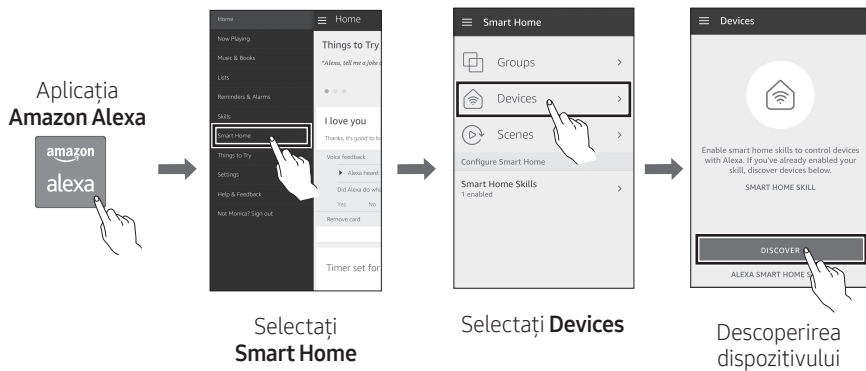 Aplicația
Amazon Alexa
amazon
alexa
Home
Now Playing
Music & Books
Lists
Reminders & Alarms
Skills
Smart Home
Things to Try
Settings
Help & Feedback
Not Monica? Sign out
Home
Things to Try
"Alexa, tell me a joke
I love you
Thanks, it's good to b
Voice feedback
Alexa heard:
Did Alexa do wh
Yes No
Remove card
Timer set for
Selectați
Smart Home
Smart Home
Groups
Devices
Scenes
Configure Smart Home
Smart Home Skills
1 enabled
Selectați Devices
Devices
Enable smart home skills to control devices
with Alexa. If you've already enabled your
skill, discover devices below.
SMART HOME SKILL
DISCOVER
ALEXA SMART HOME S
Descoperirea
dispozitivului